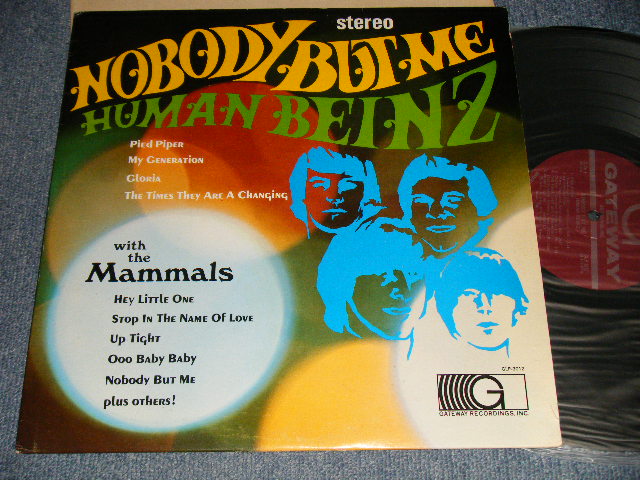 stereo
NOBODY BUT ME
HUMAN BEINZ
Pied Piper
My Generation
Gloria
The Times They Are A Changing
with
the
Mammals
Hey Little One
Stop In The Name Of Love
Up Tight
Ooo Baby Baby
Nobody But Me
plus others!
GLP-3012
G
GATEWAY RECORDINGS, INC.
GATEWAY